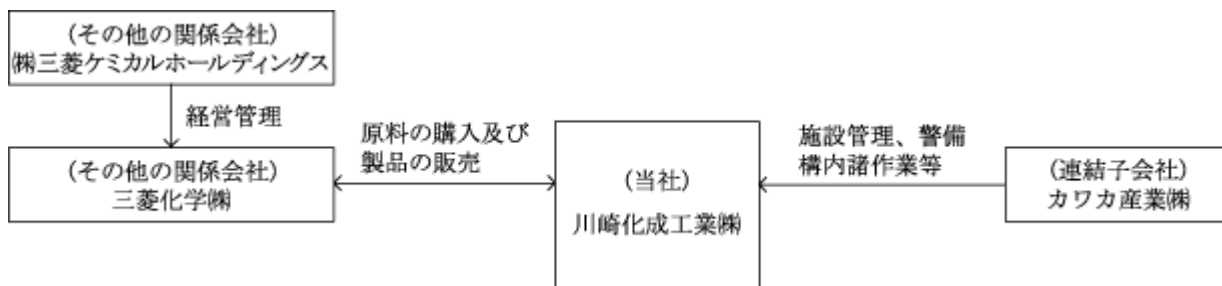 (その他の関係会社)
㈱三菱ケミカルホールディングス
経営管理
(その他の関係会社)
三菱化学㈱
原料の購入及び
製品の販売
(当社)
川崎化成工業㈱
施設管理、警備
構内諸作業等
(連結子会社)
カワカ産業㈱